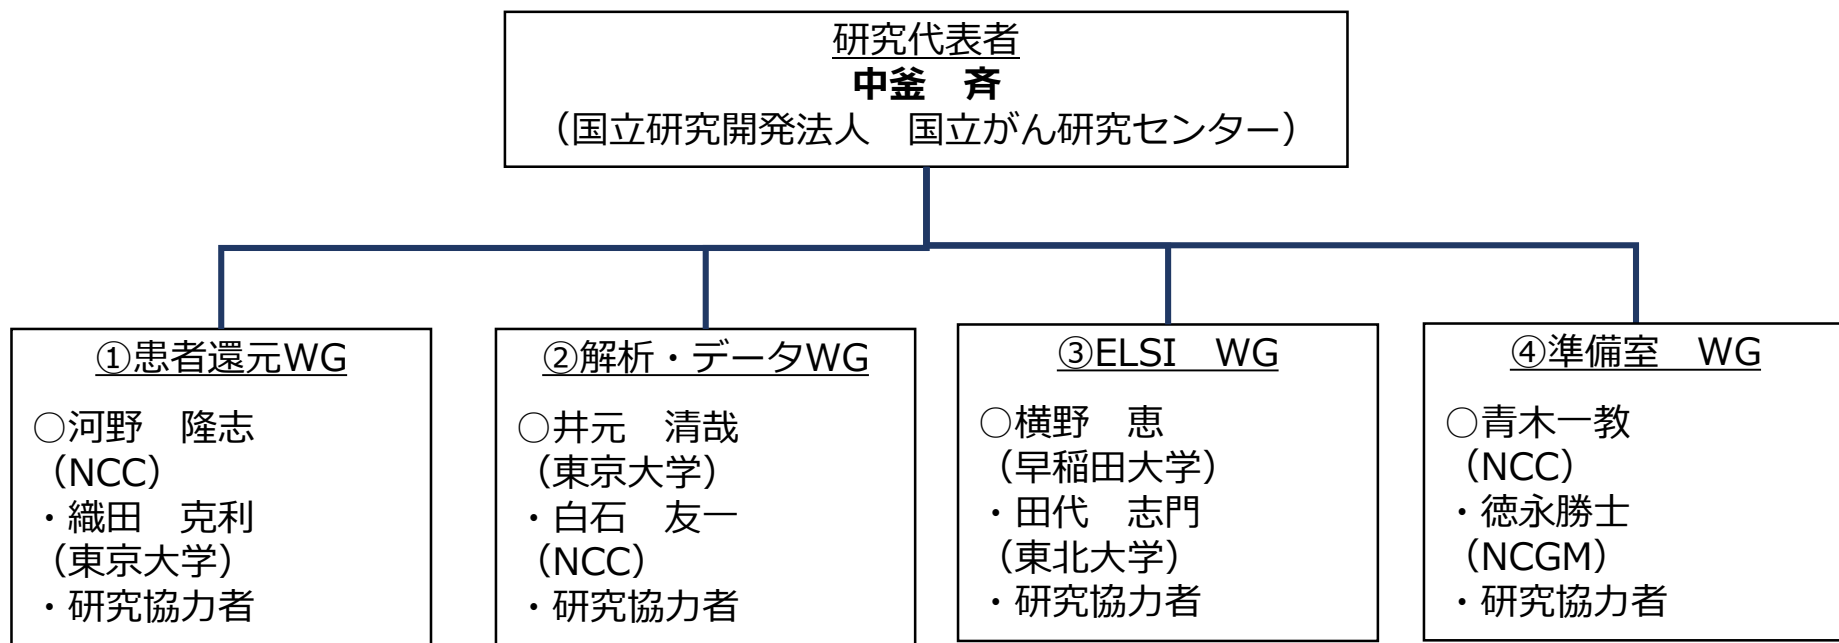 研究代表者
中釜　斉
（国立研究開発法人　国立がん研究センター）
①患者還元WG
○河野　隆志
（NCC）
・織田　克利
（東京大学）
・研究協力者
②解析・データWG
○井元　清哉
（東京大学）
・白石　友一
（NCC）
・研究協力者
③ELSI　WG
○横野　恵
（早稲田大学）
・田代　志門
（東北大学）
・研究協力者
④準備室　WG
○青木一教
（NCC）
・徳永勝士
（NCGM）
・研究協力者